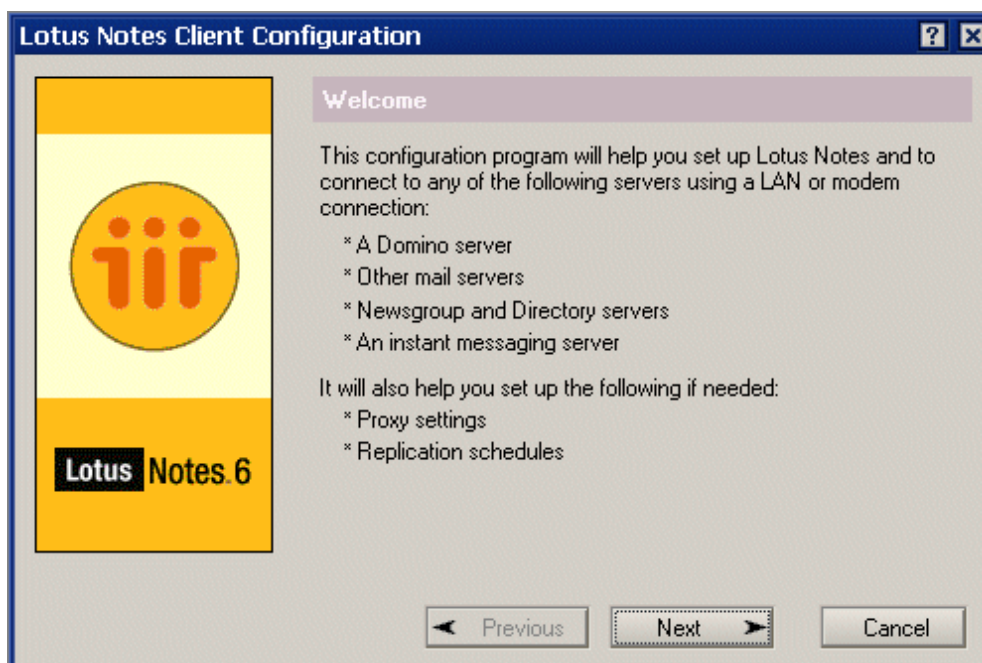 Lotus Notes Client Configuration
Welcome
This configuration program will help you set up Lotus Notes and to
connect to any of the following servers using a LAN or modem
connection:
* A Domino server
* Other mail servers
* Newsgroup and Directory servers
* An instant messaging server
It will also help you set up the following if needed:
* Proxy settings
* Replication schedules
Lotus Notes.6
Previous Next Cancel